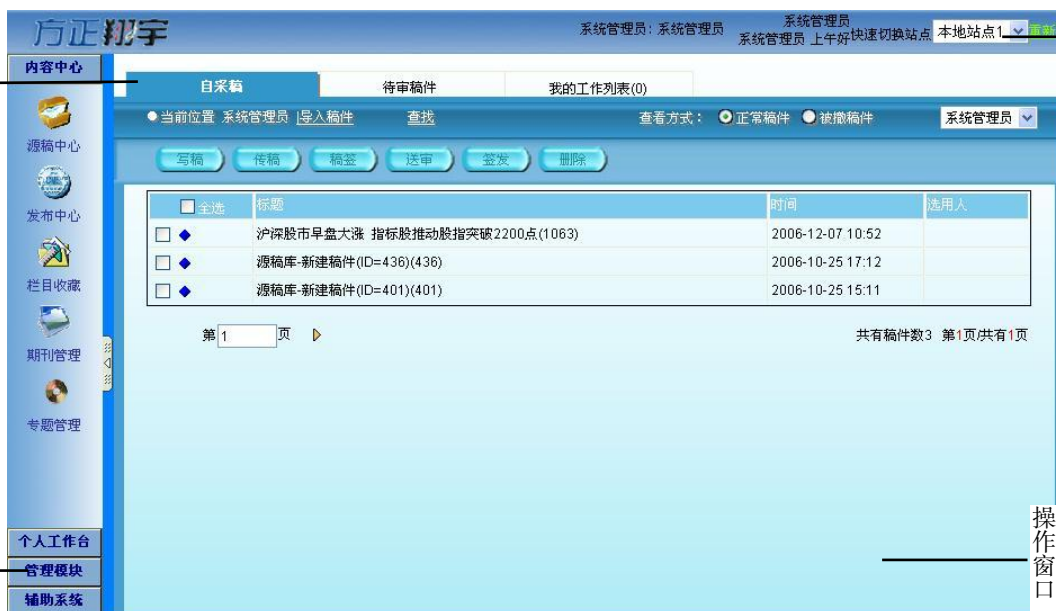 方正翔宇
系统管理员: 系统管理员
系统管理员
系统管理员 上午好
快速切换站点
本地站点1
重新
内容中心
自采稿
待审稿件
我的工作列表(0)
当前位置 系统管理员 |导入稿件 查找
查看方式: 正常稿件 被撤稿件
系统管理员
源稿中心
发布中心
栏目收藏
期刊管理
专题管理
写稿 传稿 稿签 送审 签发 删除
全选 标题 时间 选用人
沪深股市早盘大涨 指标股推动股指突破2200点(1063) 2006-12-07 10:52
源稿库-新建稿件(ID=436)(436) 2006-10-25 17:12
源稿库-新建稿件(ID=401)(401) 2006-10-25 15:11
第 1 页
共有稿件数3 第1页/共有1页
个人工作台
管理模块
辅助系统
操作窗口